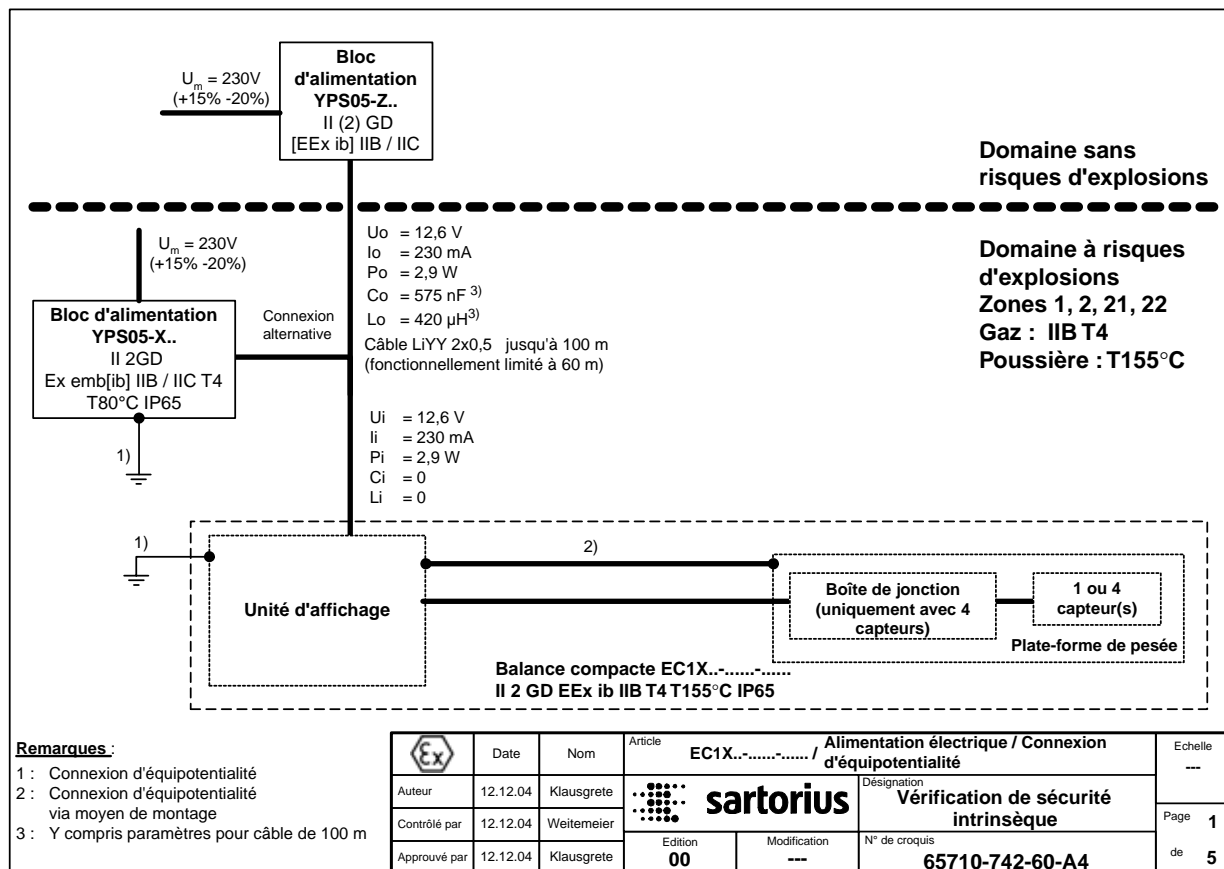 Bloc
d'alimentation
YPS05-Z..
II (2) GD
[EEx ib] IIB / IIC
Um = 230V
(+15% -20%)
Domaine sans
risques d'explosions
Um = 230V
(+15% -20%)
Uo = 12,6 V
Io = 230 mA
Po = 2,9 W
Co = 575 nF 3)
Lo = 420 µH3)
Câble LiYY 2x0,5 jusqu'à 100 m
(fonctionnellement limité à 60 m)
Domaine à risques
d'explosions
Zones 1, 2, 21, 22
Gaz : IIB T4
Poussière : T155°C
Bloc d'alimentation
YPS05-X..
II 2GD
Ex emb[ib] IIB / IIC T4
T80°C IP65
Connexion
alternative
1)
Ui = 12,6 V
Ii = 230 mA
Pi = 2,9 W
Ci = 0
Li = 0
1)
2)
Unité d'affichage
Boîte de jonction
(uniquement avec 4
capteurs)
1 ou 4
capteur(s)
Plate-forme de pesée
Balance compacte EC1X..-......-......
II 2 GD EEx ib IIB T4 T155°C IP65
Remarques :
1 : Connexion d'équipotentialité
2 : Connexion d'équipotentialité
via moyen de montage
3 : Y compris paramètres pour câble de 100 m
Ex
Date
Nom
Article
EC1X..-......-...... / Alimentation électrique / Connexion
d'équipotentialité
Echelle
---
Auteur
12.12.04
Klausgrete
sartorius
Désignation
Vérification de sécurité
intrinsèque
Contrôlé par
12.12.04
Weitemeier
Page 1
Approuvé par
12.12.04
Klausgrete
Edition
00
Modification
---
N° de croquis
65710-742-60-A4
de 5